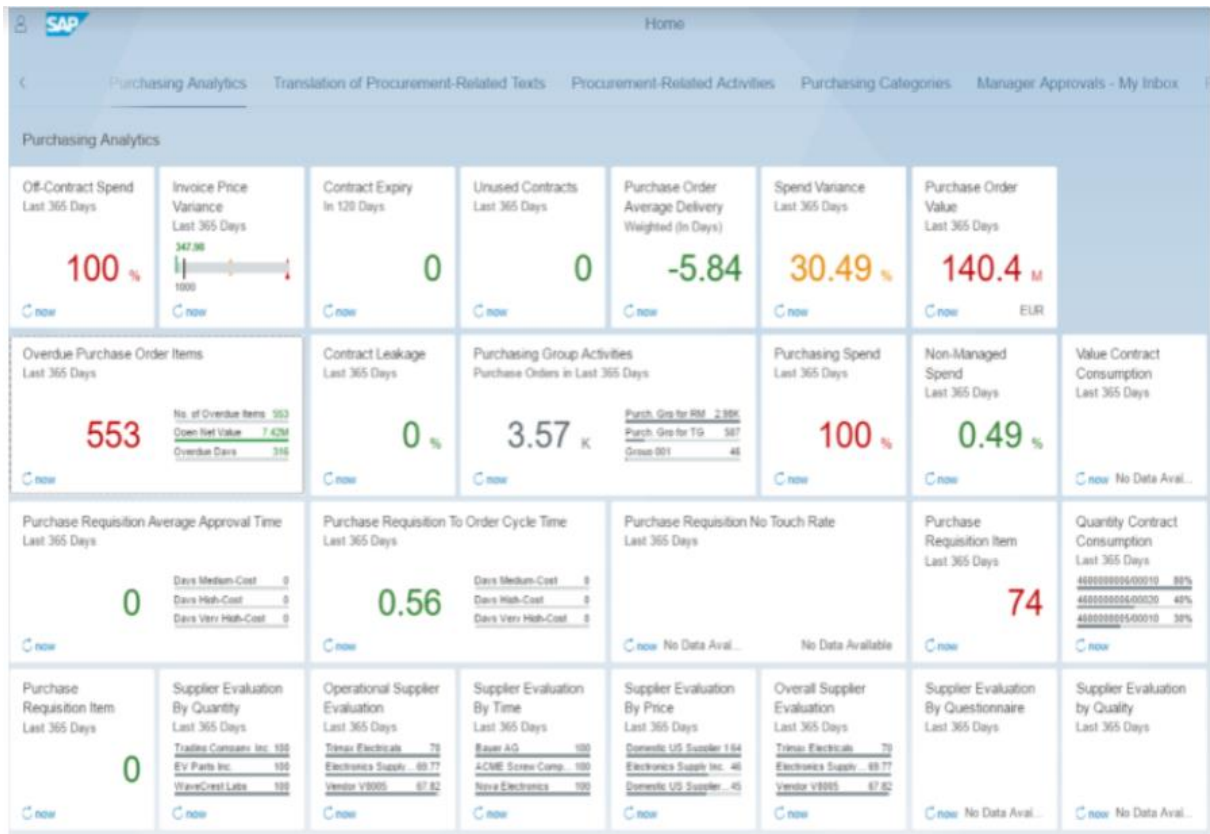 SAP
Home
Purchasing Analytics
Translation of Procurement-Related Texts
Procurement-Related Activities
Purchasing Categories
Manager Approvals - My Inbox
Purchasing Analytics
Off-Contract Spend
Last 365 Days
100 %
now
Invoice Price
Variance
Last 365 Days
347.98
1000
now
Contract Expiry
In 120 Days
0
now
Unused Contracts
Last 365 Days
0
now
Purchase Order
Average Delivery
Weighted (In Days)
-5.84
now
Spend Variance
Last 365 Days
30.49 %
now
Purchase Order
Value
Last 365 Days
140.4 M
now EUR
Overdue Purchase Order Items
Last 365 Days
553
No. of Overdue Items 553
Open Net Value 7.42M
Overdue Days 316
now
Contract Leakage
Last 365 Days
0 %
now
Purchasing Group Activities
Purchase Orders in Last 365 Days
3.57 K
Purch. Grp for RM 2.98K
Purch. Grp for TG 507
Group 001 46
now
Purchasing Spend
Last 365 Days
100 %
now
Non-Managed
Spend
Last 365 Days
0.49 %
now
Value Contract
Consumption
Last 365 Days
now No Data Avai...
Purchase Requisition Average Approval Time
Last 365 Days
0
Days Medium-Cost 0
Days High-Cost 0
Days Very High-Cost 0
now
Purchase Requisition To Order Cycle Time
Last 365 Days
0.56
Days Medium-Cost 0
Days High-Cost 0
Days Very High-Cost 0
now
Purchase Requisition No Touch Rate
Last 365 Days
now No Data Avai...
No Data Available
Purchase
Requisition Item
Last 365 Days
74
now
Quantity Contract
Consumption
Last 365 Days
80%
40%
30%
now
Purchase
Requisition Item
Last 365 Days
0
now
Supplier Evaluation
By Quantity
Last 365 Days
Trading Company Inc. 100
EV Parts Inc. 100
WaveCrest Labs 100
now
Operational Supplier
Evaluation
Last 365 Days
Trimax Electricals 70
Electronics Supply ... 69.77
Vendor 67.82
now
Supplier Evaluation
By Time
Last 365 Days
Bauer AG 100
ACME Screw Comp... 100
Nova Electronics 100
now
Supplier Evaluation
By Price
Last 365 Days
Domestic US Supplier 1 64
Electronics Supply Inc. 46
Domestic US Supplier... 45
now
Overall Supplier
Evaluation
Last 365 Days
Trimax Electricals 70
Electronics Supply ... 69.77
Vendor 67.82
now
Supplier Evaluation
By Questionnaire
Last 365 Days
now No Data Avai...
Supplier Evaluation
by Quality
Last 365 Days
now No Data Avai...